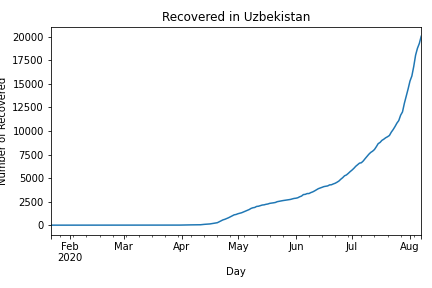 Recovered in Uzbekistan
Number of Recovered
20000
17500
15000
12500
10000
7500
5000
2500
0
Feb Mar Apr May Jun Jul Aug
2020
Day